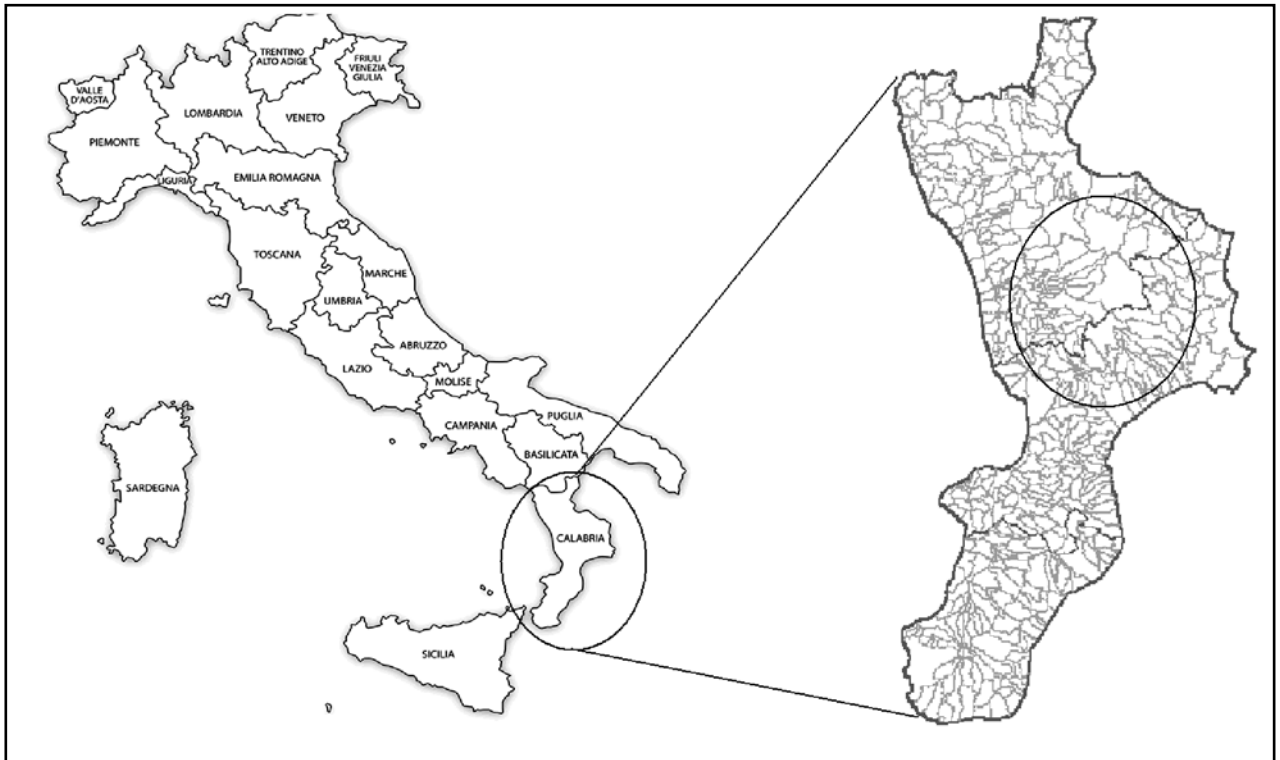 TRENTINO
ALTO ADIGE
FRIULI
VENEZIA
GIULIA
VALLE
D'AOSTA
LOMBARDIA
VENETO
PIEMONTE
EMILIA ROMAGNA
LIGURIA
TOSCANA
MARCHE
UMBRIA
ABRUZZO
LAZIO
MOLISE
PUGLIA
CAMPANIA
BASILICATA
SARDEGNA
CALABRIA
SICILIA